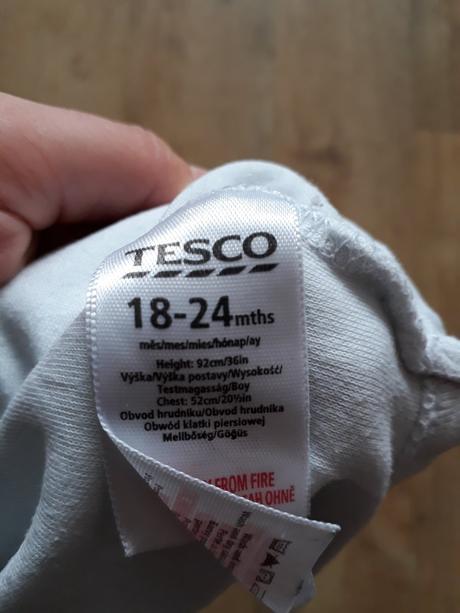 TESCO
18-24mths
měs/mes/mies/hónap/ay
Height: 92cm/36in
Výška/Výška postavy/Wysokość/
Testmagasság/Boy
Chest: 52cm/20½in
Obvod hrudníku/Obvod hrudníka
Obwód klatki piersiowej
Mellbőség/Göğüs
FROM FIRE
OHNĚ